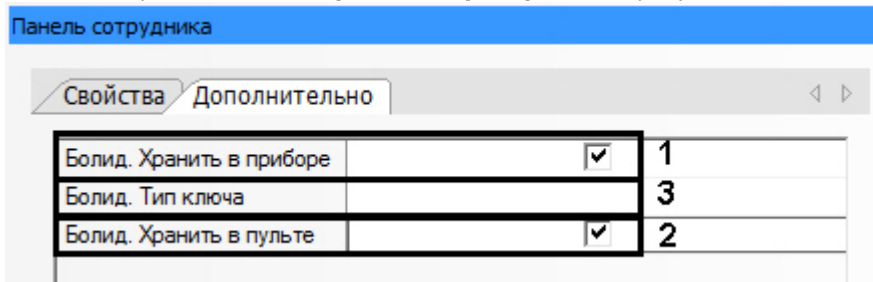 Панель сотрудника
Свойства Дополнительно
Болид. Хранить в приборе 1
Болид. Тип ключа 3
Болид. Хранить в пульте 2